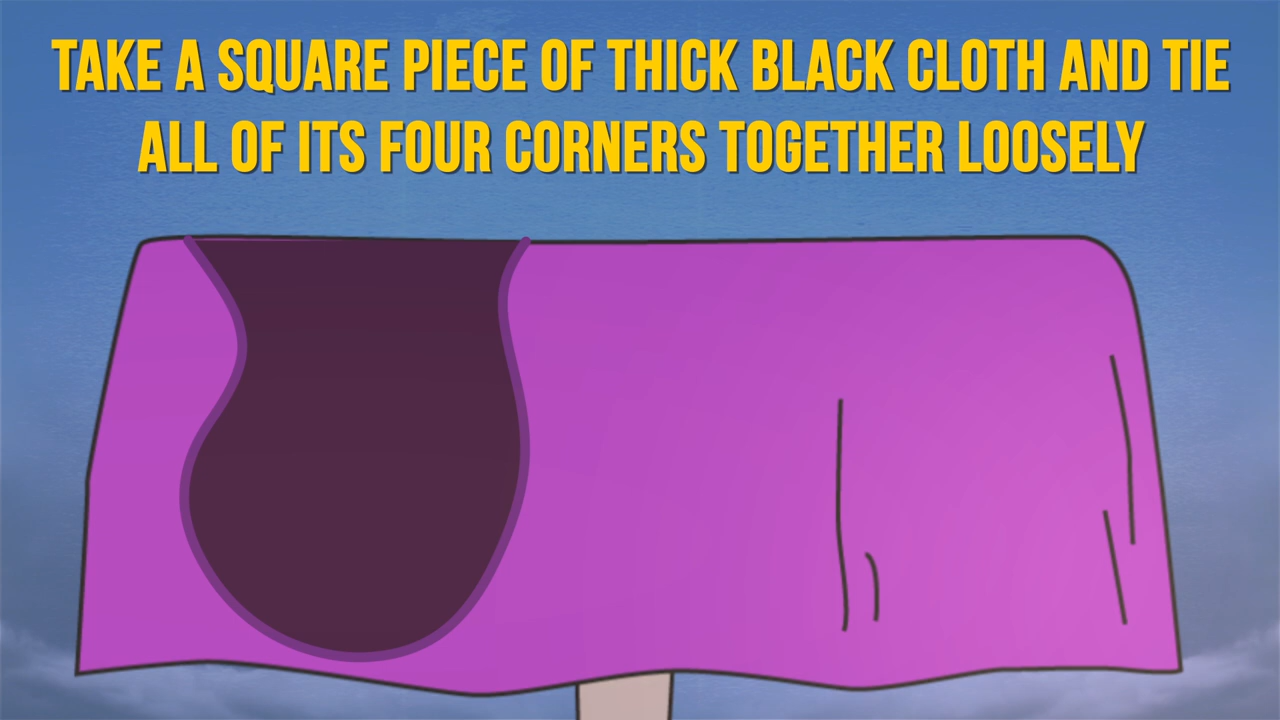 TAKE A SQUARE PIECE OF THICK BLACK CLOTH AND TIE
ALL OF ITS FOUR CORNERS TOGETHER LOOSELY